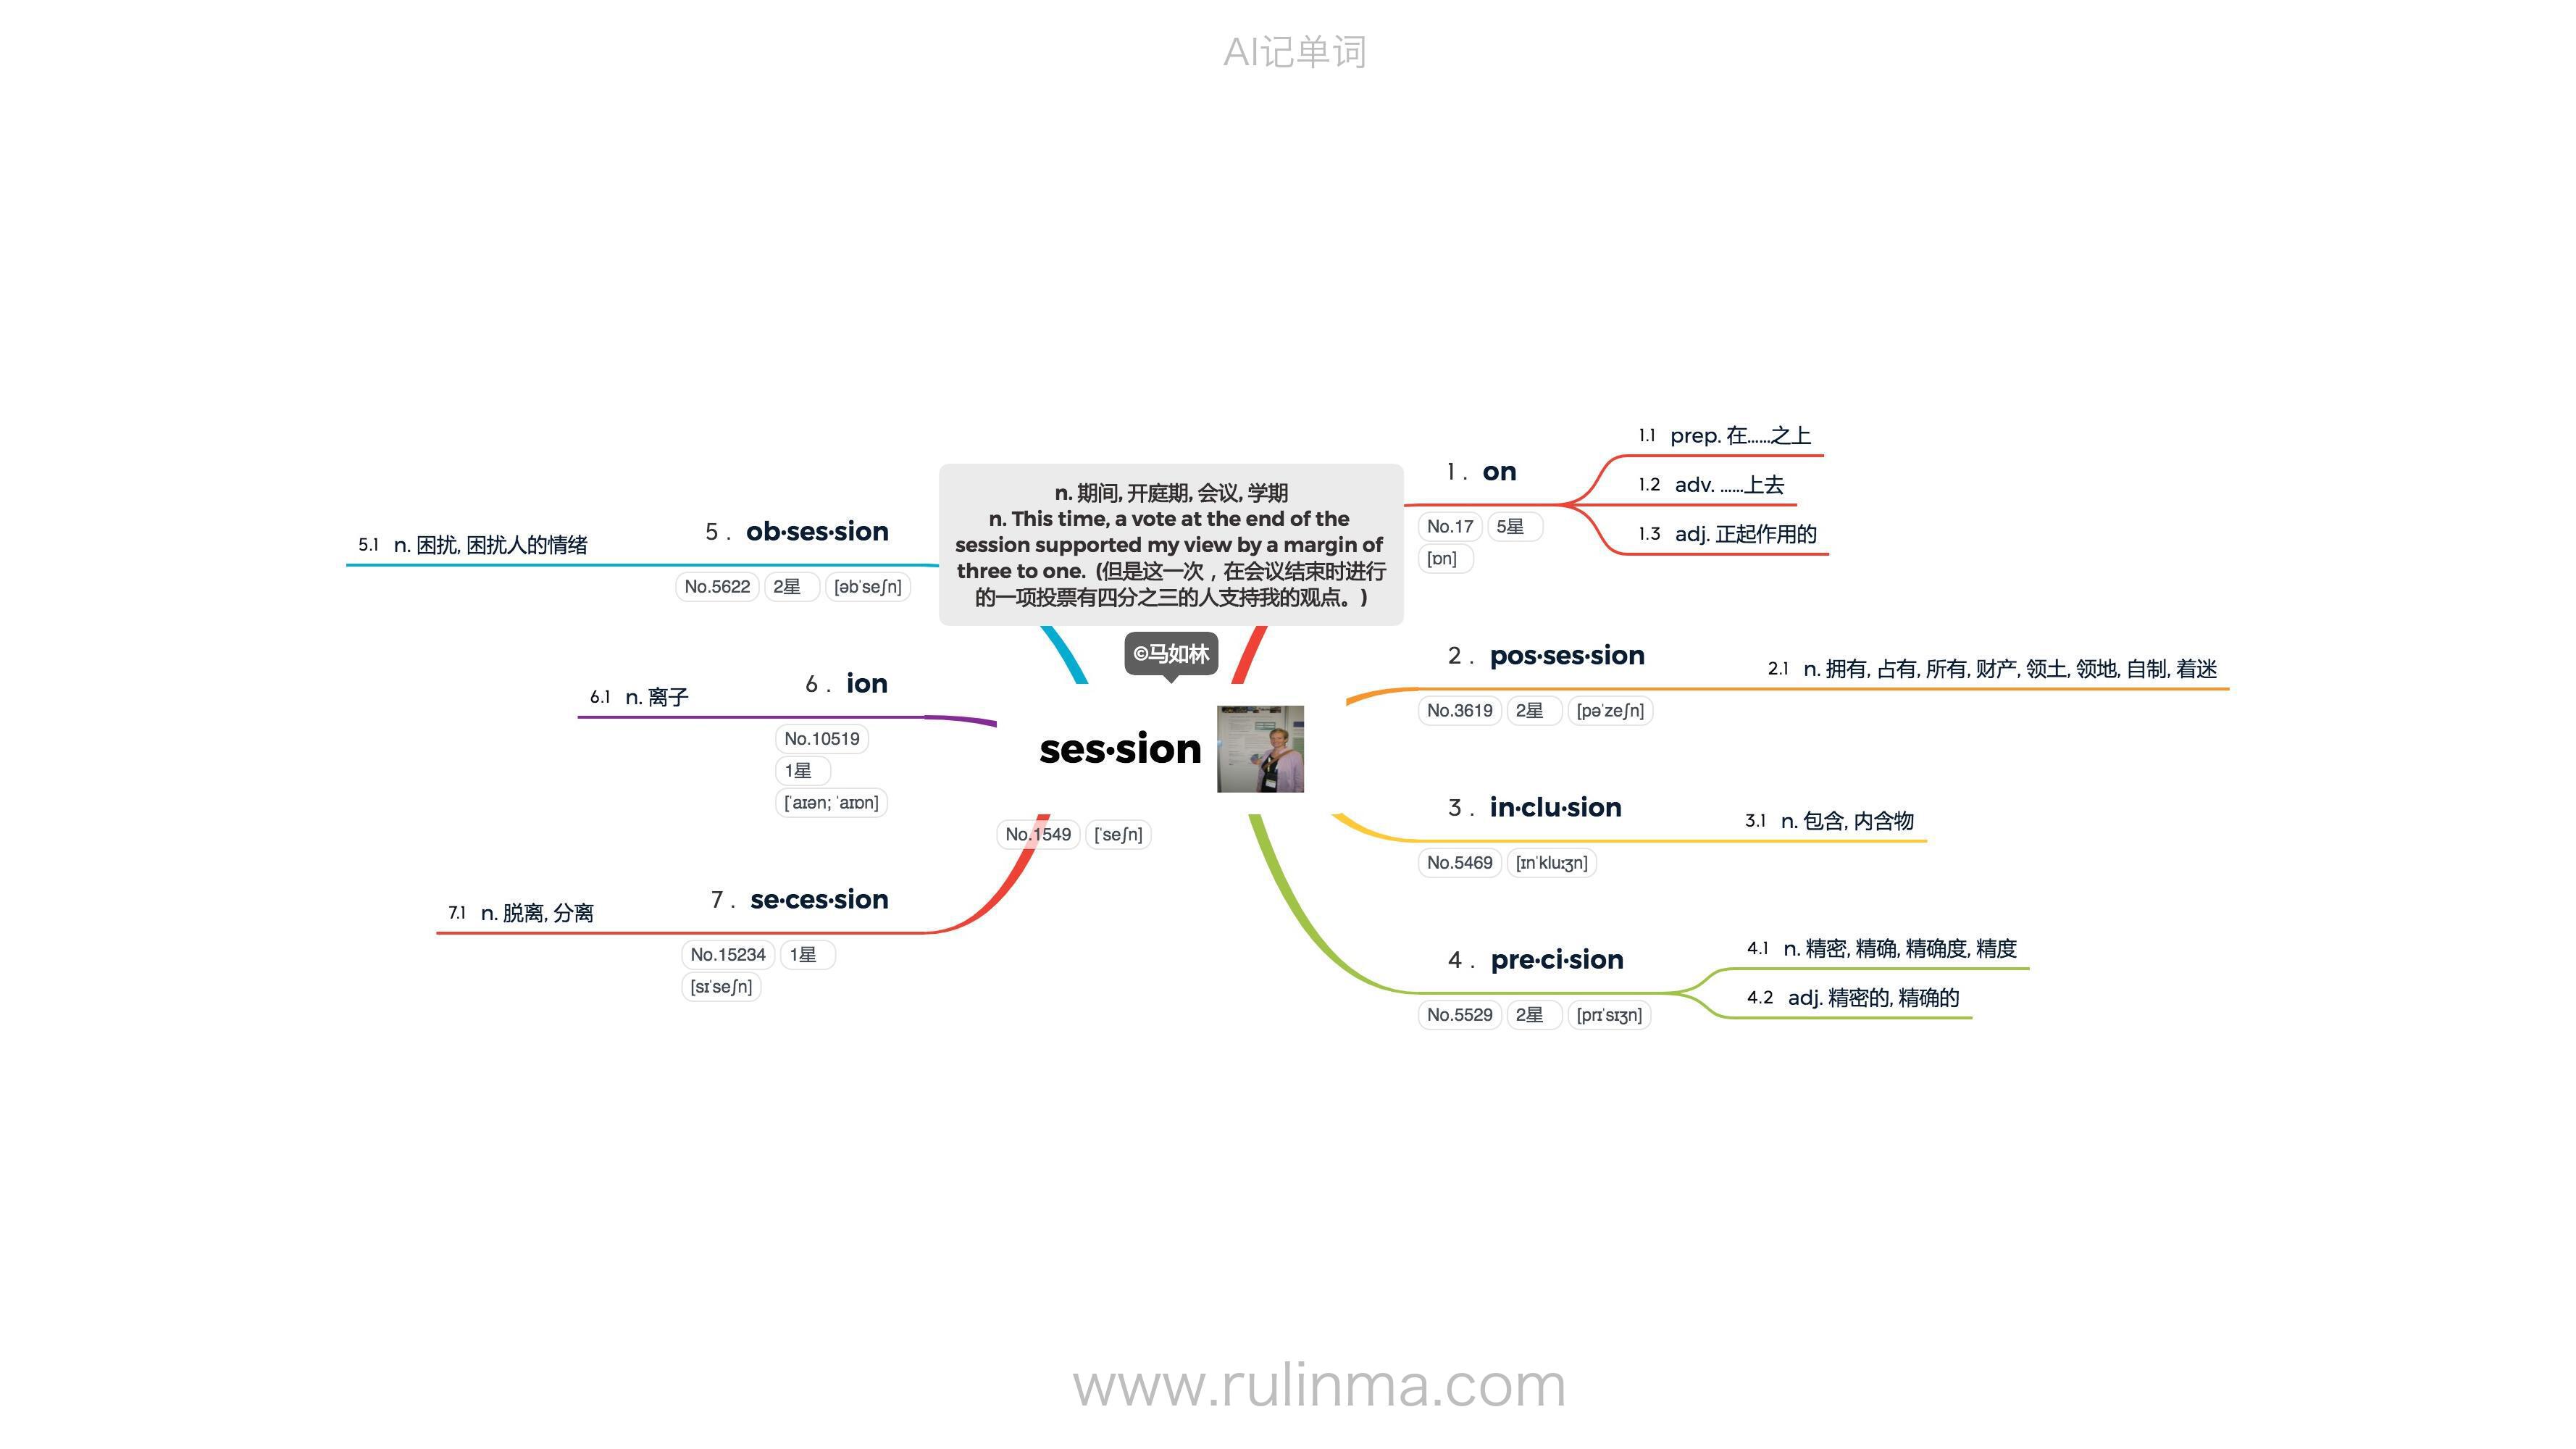 AI记单词
n. 期间, 开庭期, 会议, 学期
n. This time, a vote at the end of the
session supported my view by a margin of
three to one. (但是这一次，在会议结束时进行
的一项投票有四分之三的人支持我的观点。)
©马如林
ses·sion
No.1549 [ˈseʃn]
1. on
No.17 5星
[ɒn]
1.1 prep. 在……之上
1.2 adv. ……上去
1.3 adj. 正起作用的
2. pos·ses·sion
No.3619 2星 [pəˈzeʃn]
2.1 n. 拥有, 占有, 所有, 财产, 领土, 领地, 自制, 着迷
3. in·clu·sion
No.5469 [ɪnˈkluːʒn]
3.1 n. 包含, 内含物
4. pre·ci·sion
No.5529 2星 [prɪˈsɪʒn]
4.1 n. 精密, 精确, 精确度, 精度
4.2 adj. 精密的, 精确的
5. ob·ses·sion
No.5622 2星 [əbˈseʃn]
5.1 n. 困扰, 困扰人的情绪
6. ion
No.10519
1星
[ˈaɪən; ˈaɪɒn]
6.1 n. 离子
7. se·ces·sion
No.15234 1星
[sɪˈseʃn]
7.1 n. 脱离, 分离
www.rulinma.com